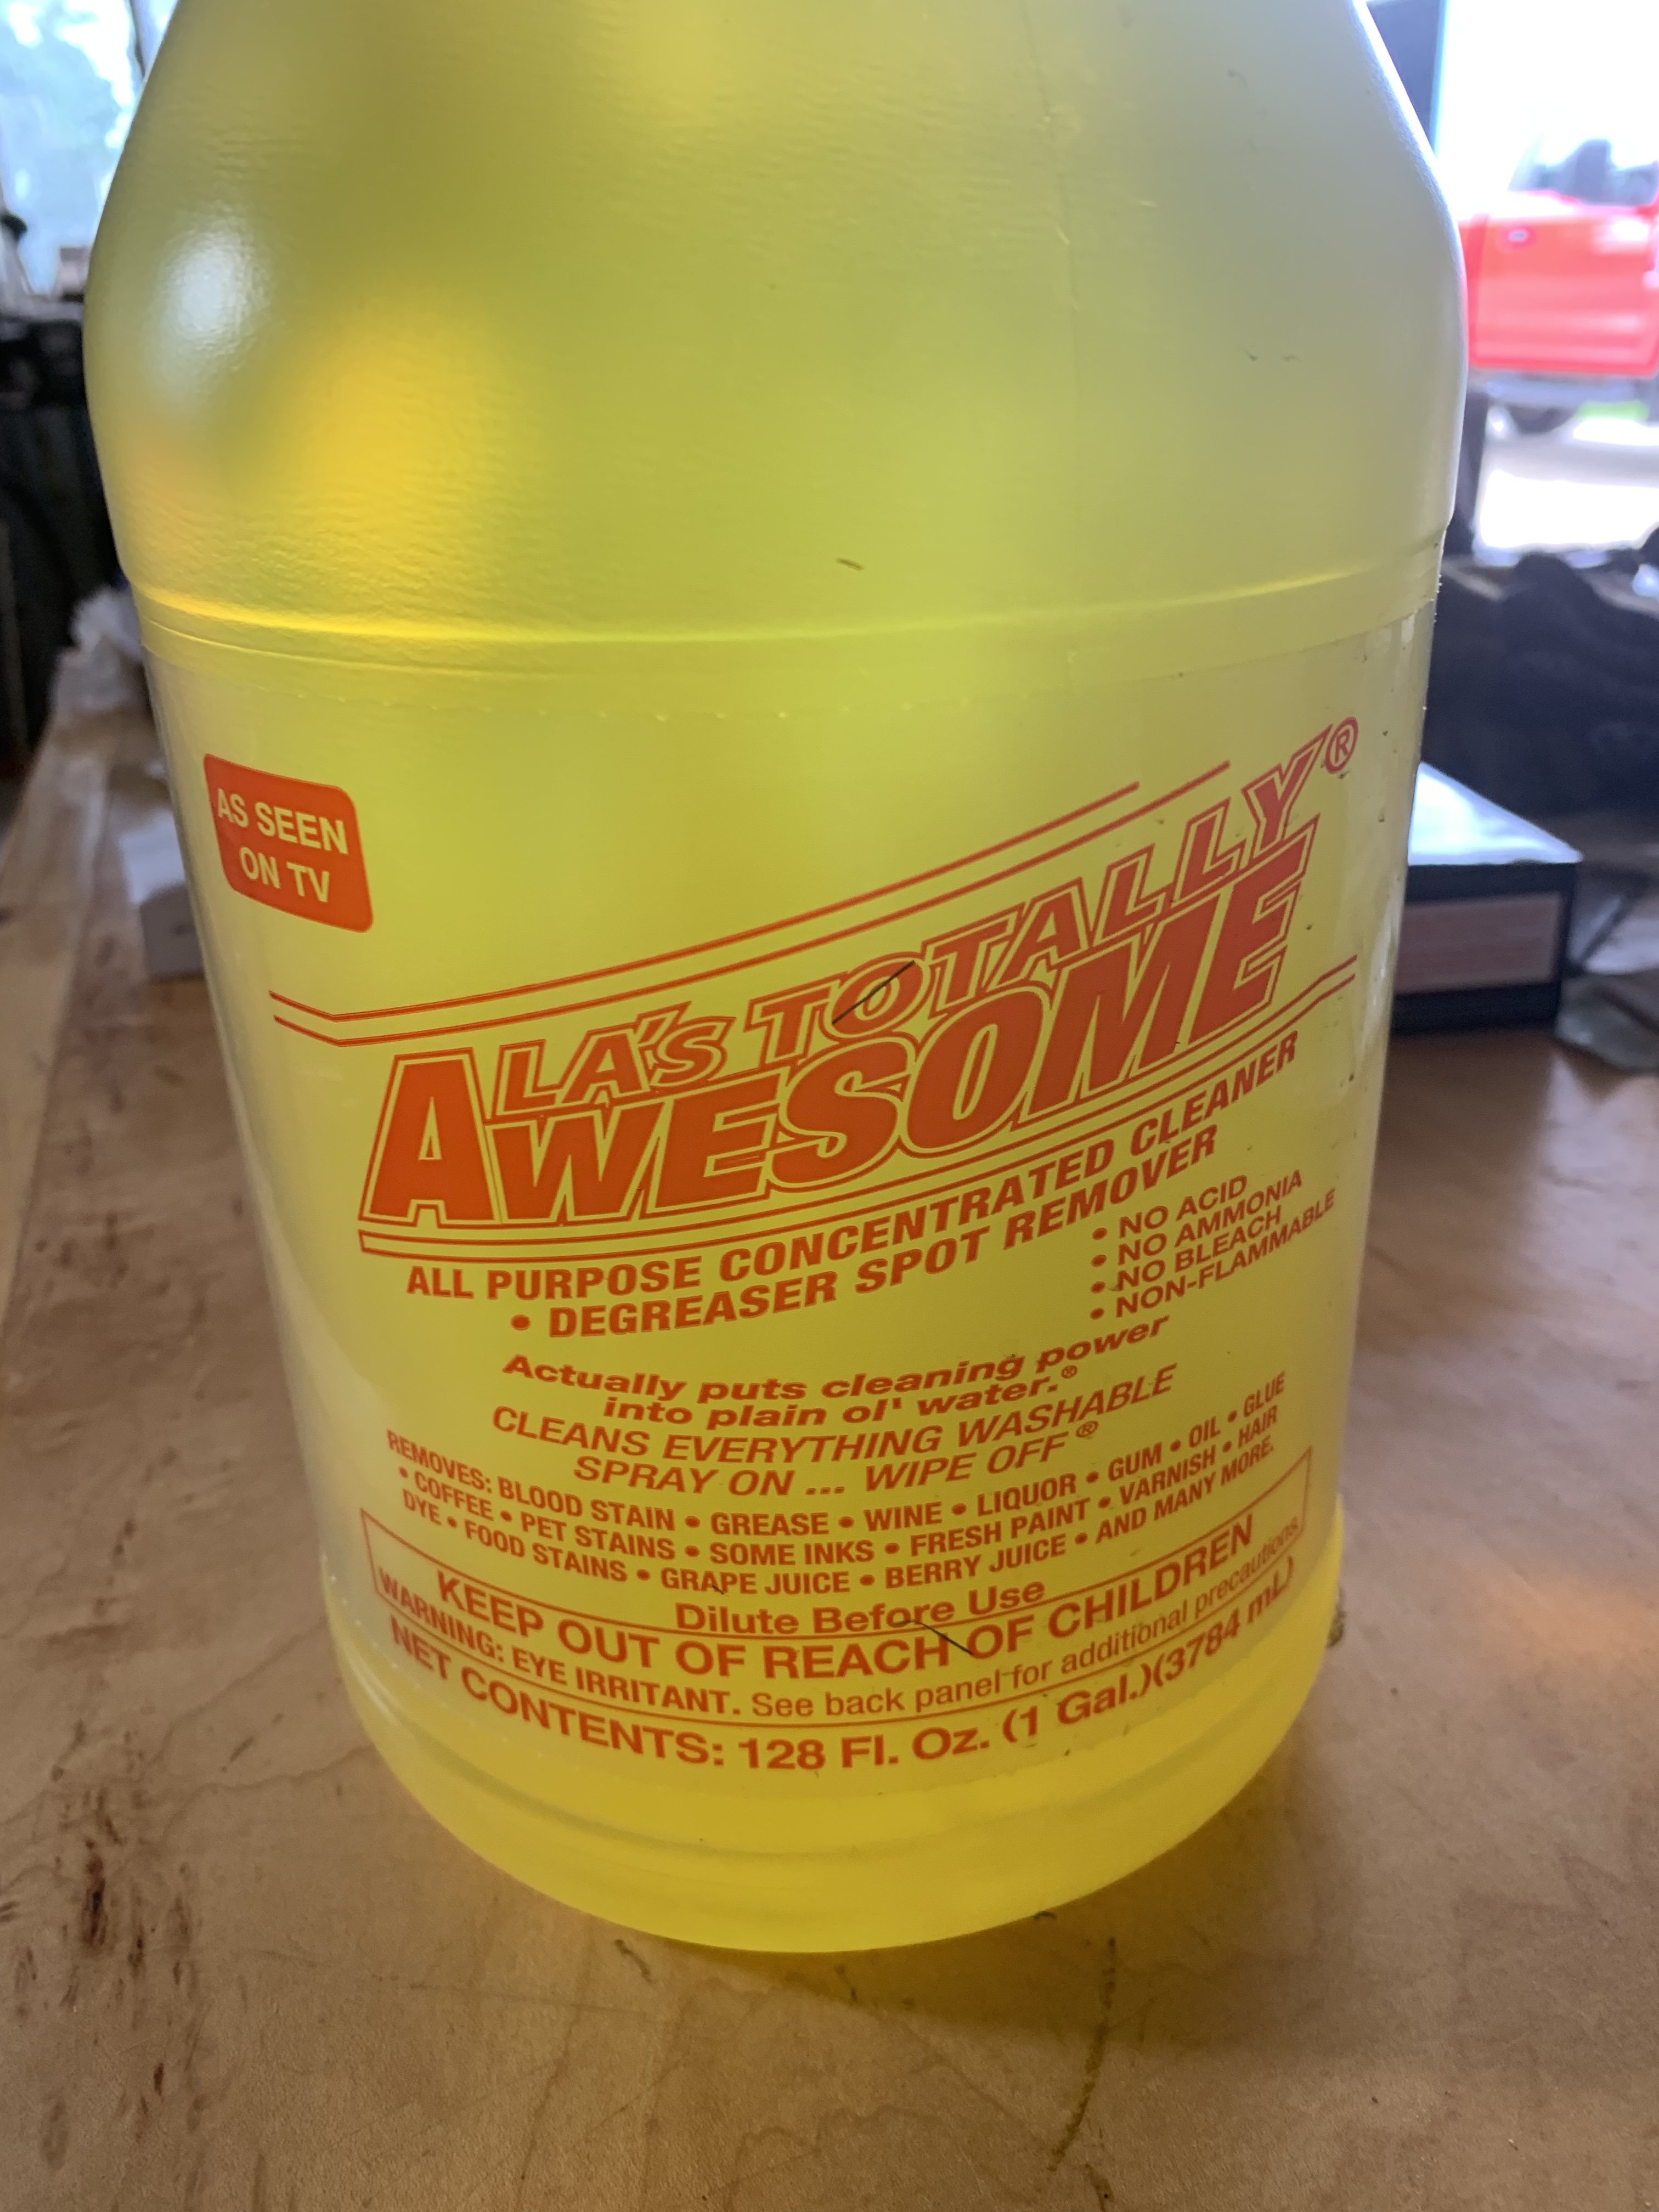 AS SEEN
ON TV
LA'S TOTALLY®
AWESOME
ALL PURPOSE CONCENTRATED CLEANER
• DEGREASER SPOT REMOVER
• NO ACID
• NO AMMONIA
• NO BLEACH
• NON-FLAMMABLE
Actually puts cleaning power
into plain ol' water.®
CLEANS EVERYTHING WASHABLE
SPRAY ON ... WIPE OFF®
REMOVES: BLOOD STAIN • GREASE • WINE • LIQUOR • GUM • OIL • GLUE
• COFFEE • PET STAINS • SOME INKS • FRESH PAINT • VARNISH • HAIR
DYE • FOOD STAINS • GRAPE JUICE • BERRY JUICE • AND MANY MORE.
Dilute Before Use
KEEP OUT OF REACH OF CHILDREN
WARNING: EYE IRRITANT. See back panel for additional precautions.
NET CONTENTS: 128 Fl. Oz. (1 Gal.)(3784 mL)